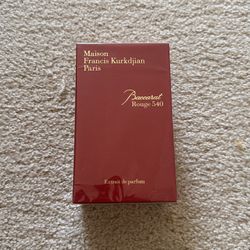 Maison
Francis Kurkdjian
Paris
Baccarat
Rouge 540
Extrait de parfum